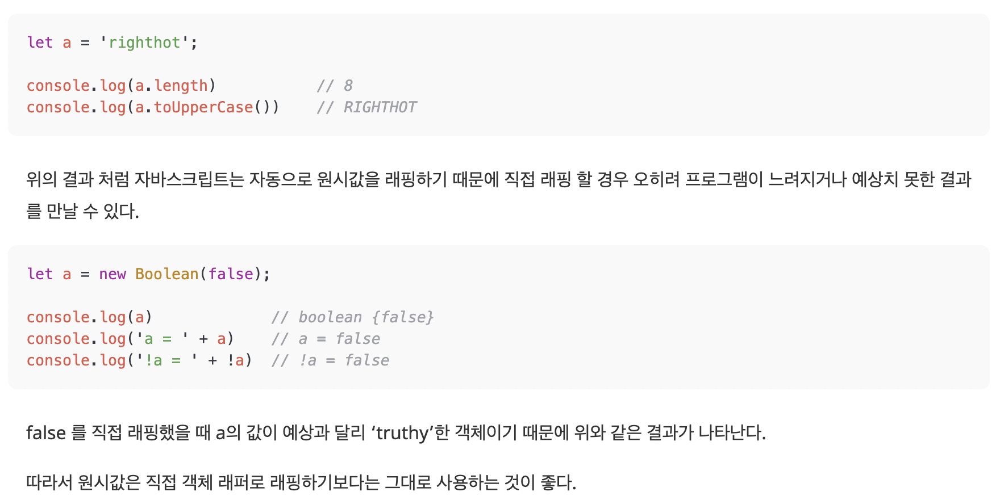 let a = 'righthot';
console.log(a.length)          // 8
console.log(a.toUpperCase())    // RIGHTHOT
위의 결과 처럼 자바스크립트는 자동으로 원시값을 래핑하기 때문에 직접 래핑 할 경우 오히려 프로그램이 느려지거나 예상치 못한 결과
를 만날 수 있다.
let a = new Boolean(false);
console.log(a)             // boolean {false}
console.log('a = ' + a)    // a = false
console.log('!a = ' + !a)  // !a = false
false 를 직접 래핑했을 때 a의 값이 예상과 달리 ‘truthy’한 객체이기 때문에 위와 같은 결과가 나타난다.
따라서 원시값은 직접 객체 래퍼로 래핑하기보다는 그대로 사용하는 것이 좋다.